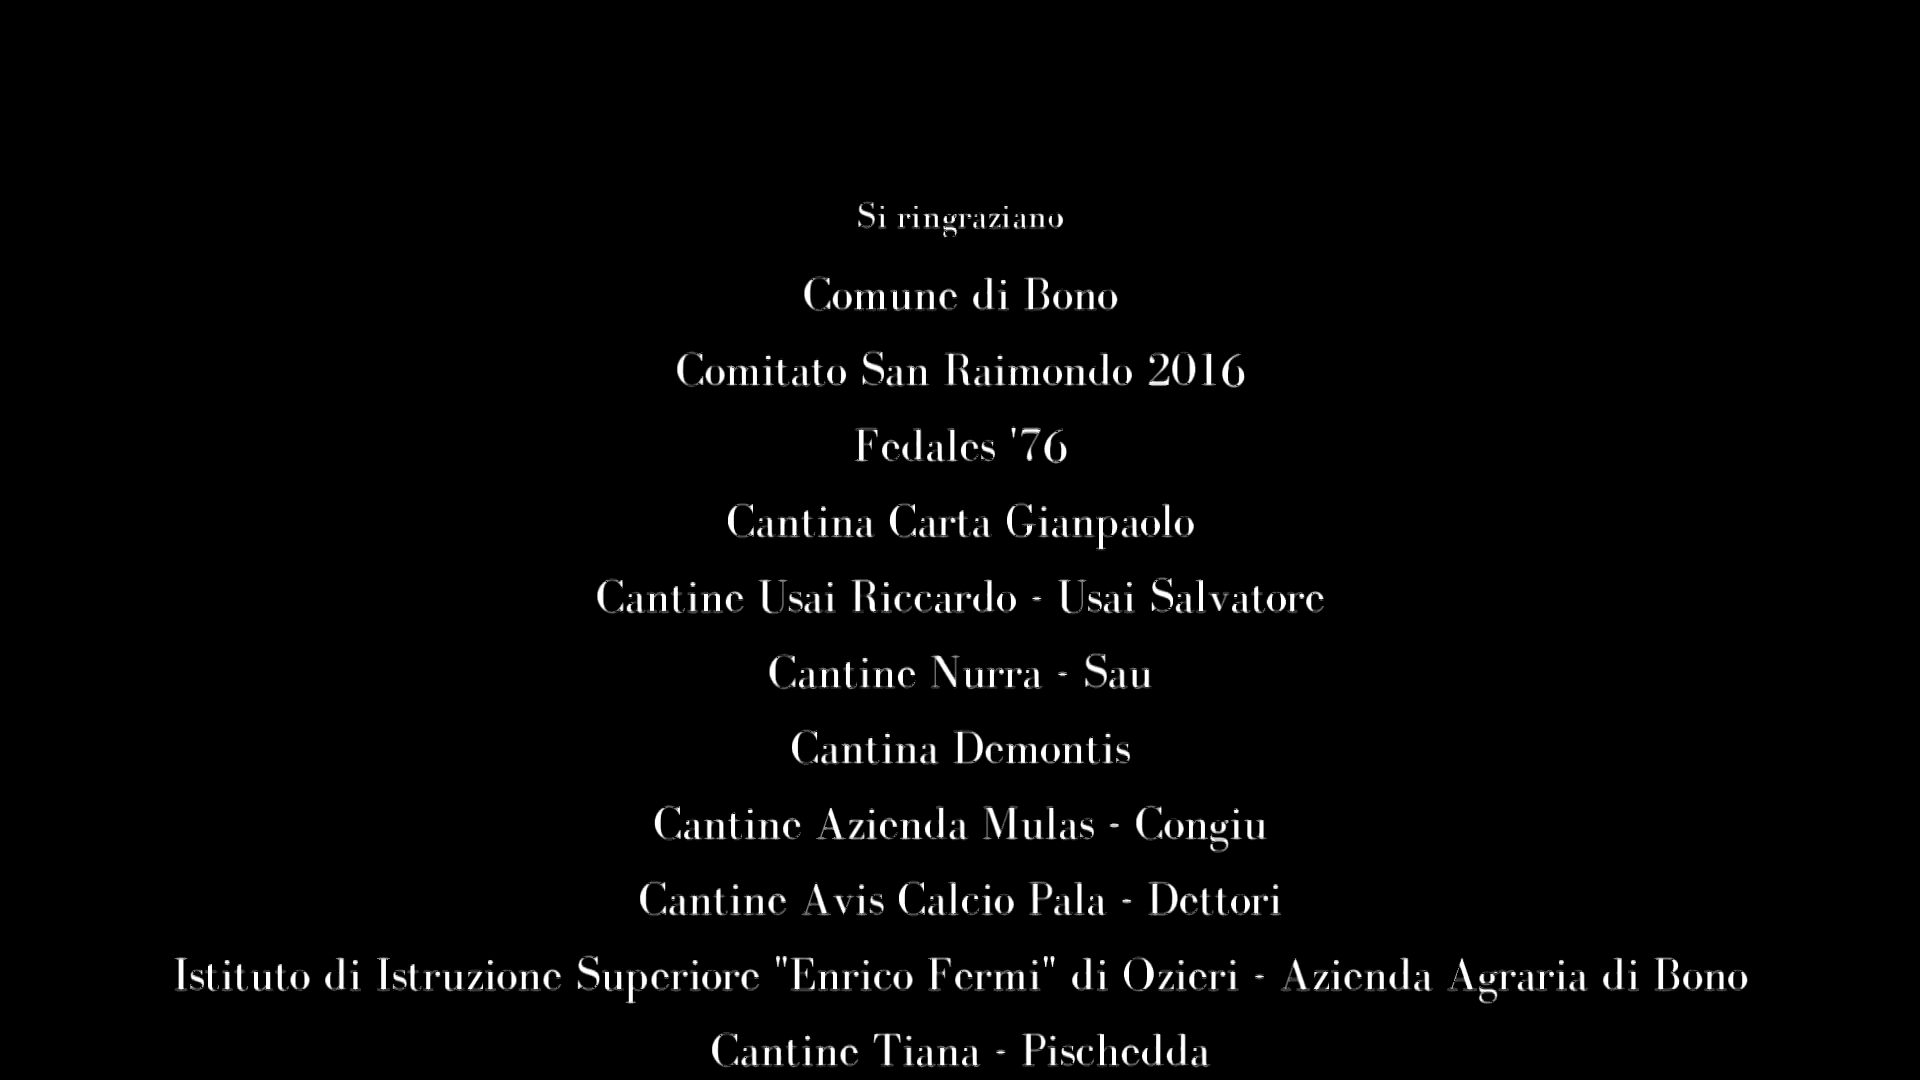 Si ringraziano
Comune di Bono
Comitato San Raimondo 2016
Fedales '76
Cantina Carta Gianpaolo
Cantine Usai Riccardo - Usai Salvatore
Cantine Nurra - Sau
Cantina Demontis
Cantine Azienda Mulas - Congiu
Cantine Avis Calcio Pala - Dettori
Istituto di Istruzione Superiore "Enrico Fermi" di Ozieri - Azienda Agraria di Bono
Cantine Tiana - Pischedda